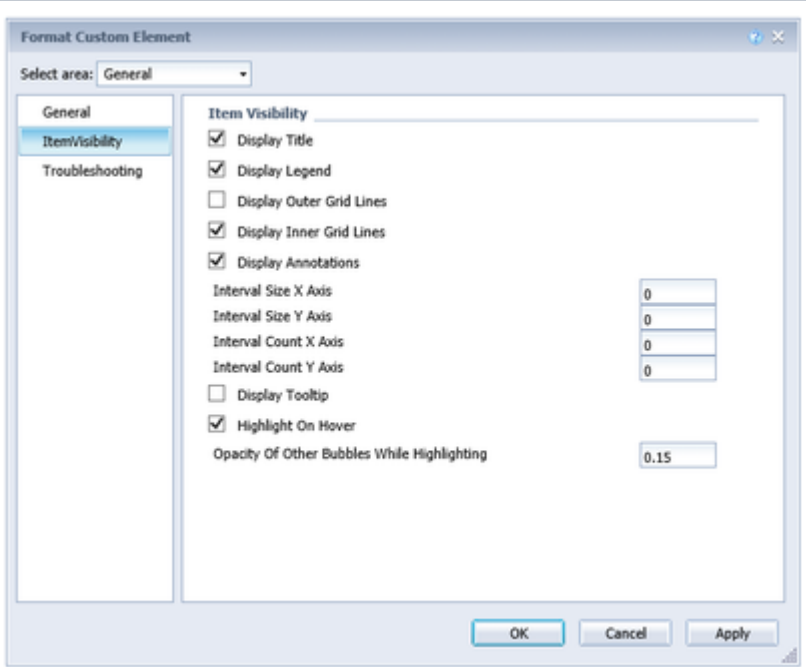 Format Custom Element
Select area: General
General
ItemVisibility
Troubleshooting
Item Visibility
Display Title
Display Legend
Display Outer Grid Lines
Display Inner Grid Lines
Display Annotations
Interval Size X Axis 0
Interval Size Y Axis 0
Interval Count X Axis 0
Interval Count Y Axis 0
Display Tooltip
Highlight On Hover
Opacity Of Other Bubbles While Highlighting 0.15
OK Cancel Apply